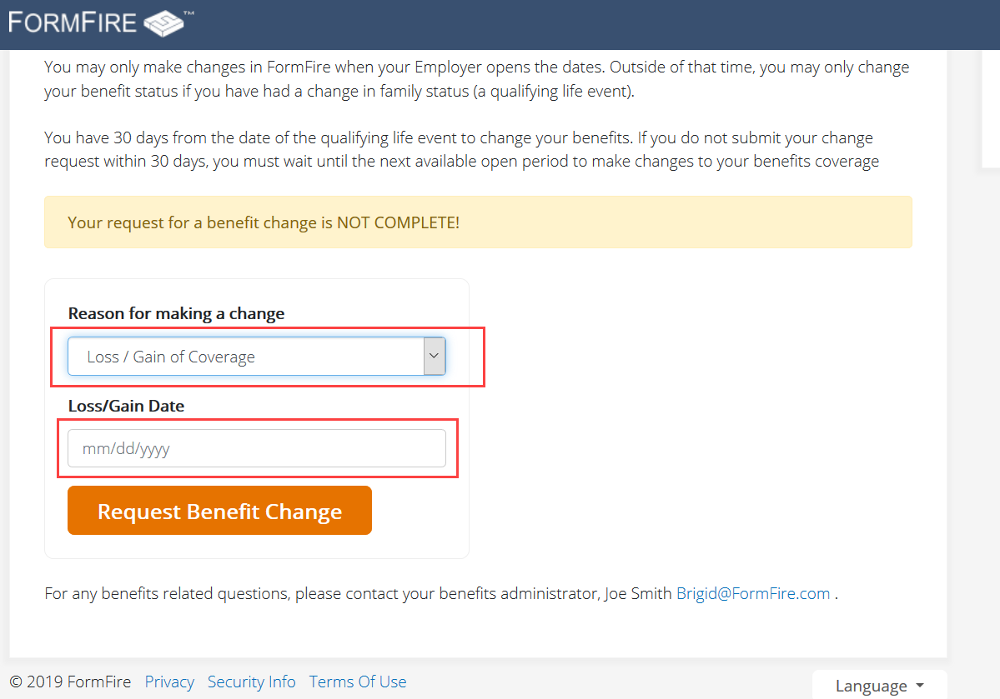 FORMFIRE ™
You may only make changes in FormFire when your Employer opens the dates. Outside of that time, you may only change
your benefit status if you have had a change in family status (a qualifying life event).
You have 30 days from the date of the qualifying life event to change your benefits. If you do not submit your change
request within 30 days, you must wait until the next available open period to make changes to your benefits coverage
Your request for a benefit change is NOT COMPLETE!
Reason for making a change
Loss / Gain of Coverage
Loss/Gain Date
mm/dd/yyyy
Request Benefit Change
For any benefits related questions, please contact your benefits administrator, Joe Smith Brigid@FormFire.com .
© 2019 FormFire Privacy Security Info Terms Of Use
Language